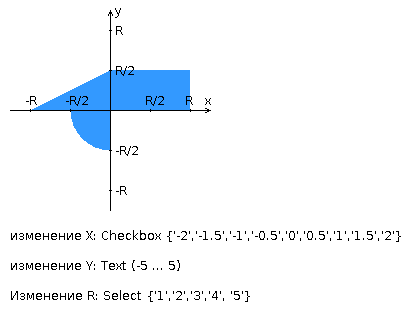 y
R
R/2
-R
-R/2
R/2
R
x
-R/2
-R
изменение X: Checkbox {'-2','-1.5','-1','-0.5','0','0.5','1','1.5','2'}
изменение Y: Text (-5 ... 5)
Изменение R: Select {'1','2','3','4', '5'}